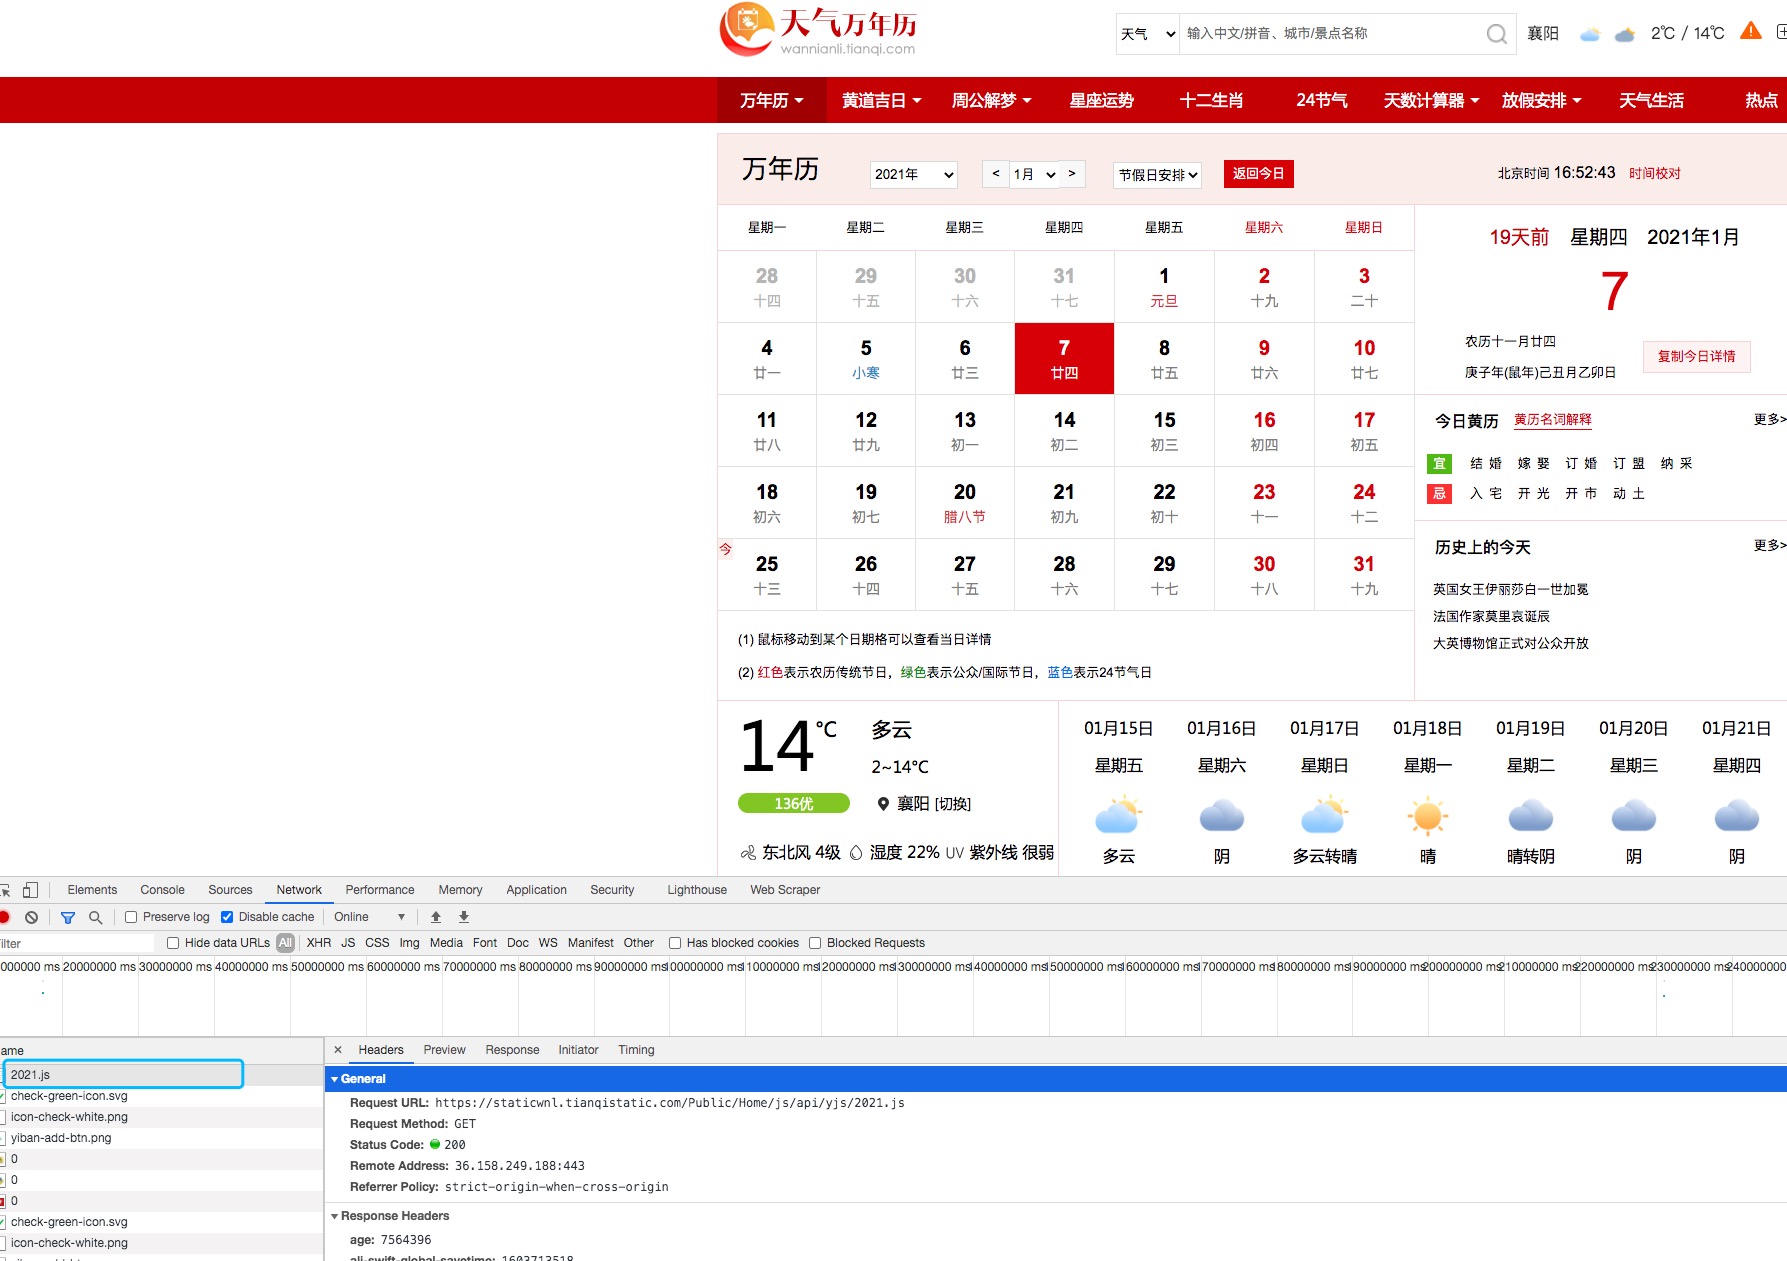 天气万年历
wannianli.tianqi.com
天气 输入中文/拼音、城市/景点名称 襄阳 2℃ / 14℃
万年历 黄道吉日 周公解梦 星座运势 十二生肖 24节气 天数计算器 放假安排 天气生活 热点
万年历 2021年 < 1月 > 节假日安排 返回今日 北京时间 16:52:43 时间校对
星期一 星期二 星期三 星期四 星期五 星期六 星期日
28 29 30 31 1 2 3
十四 十五 十六 十七 元旦 十九 二十
4 5 6 7 8 9 10
廿一 小寒 廿三 廿四 廿五 廿六 廿七
11 12 13 14 15 16 17
廿八 廿九 初一 初二 初三 初四 初五
18 19 20 21 22 23 24
初六 初七 腊八节 初九 初十 十一 十二
今
25 26 27 28 29 30 31
十三 十四 十五 十六 十七 十八 十九
(1) 鼠标移动到某个日期格可以查看当日详情
(2) 红色表示农历传统节日，绿色表示公众/国际节日，蓝色表示24节气日
19天前 星期四 2021年1月
7
农历十一月廿四
庚子年(鼠年)己丑月乙卯日
复制今日详情
今日黄历 黄历名词解释 更多>
宜 结婚 嫁娶 订婚 订盟 纳采
忌 入宅 开光 开市 动土
历史上的今天 更多>
英国女王伊丽莎白一世加冕
法国作家莫里哀诞辰
大英博物馆正式对公众开放
14℃ 多云
2~14℃
136优 襄阳 [切换]
东北风 4级 湿度 22% UV 紫外线 很弱
01月15日 01月16日 01月17日 01月18日 01月19日 01月20日 01月21日
星期五 星期六 星期日 星期一 星期二 星期三 星期四
多云 阴 多云转晴 晴 晴转阴 阴 阴
Elements Console Sources Network Performance Memory Application Security Lighthouse Web Scraper
Preserve log Disable cache Online
ilter Hide data URLs All XHR JS CSS Img Media Font Doc WS Manifest Other Has blocked cookies Blocked Requests
000000 ms 20000000 ms 30000000 ms 40000000 ms 50000000 ms 60000000 ms 70000000 ms 80000000 ms 90000000 ms 100000000 ms 110000000 ms 120000000 ms 130000000 ms 140000000 ms 150000000 ms 160000000 ms 170000000 ms 180000000 ms 190000000 ms 200000000 ms 210000000 ms 220000000 ms 230000000 ms 240000000
ame
2021.js
check-green-icon.svg
icon-check-white.png
yiban-add-btn.png
0
0
0
check-green-icon.svg
icon-check-white.png
× Headers Preview Response Initiator Timing
General
Request URL: https://staticwnl.tianqistatic.com/Public/Home/js/api/yjs/2021.js
Request Method: GET
Status Code: 200
Remote Address: 36.158.249.188:443
Referrer Policy: strict-origin-when-cross-origin
Response Headers
age: 7564396
ali-swift-global-savetime: 1603713518